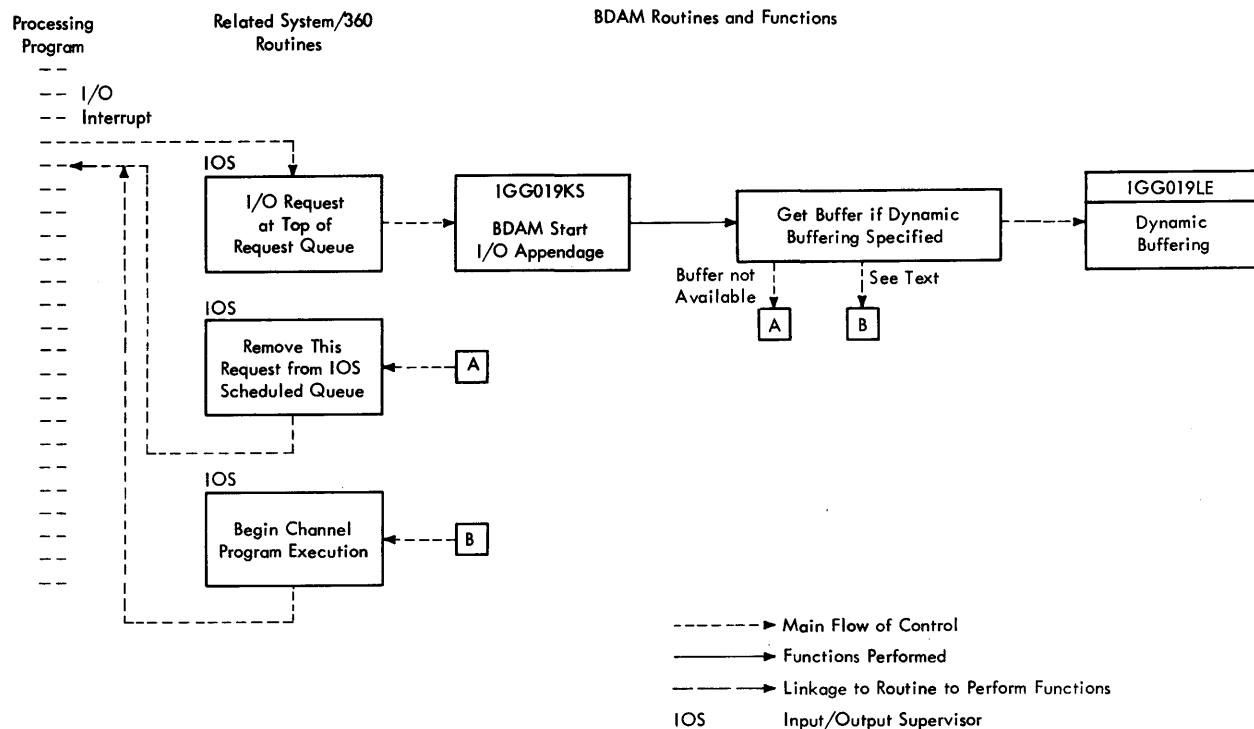 Processing
Program
Related System/360
Routines
BDAM Routines and Functions
I/O
Interrupt
IOS
I/O Request
at Top of
Request Queue
IGG019KS
BDAM Start
I/O Appendage
Get Buffer if Dynamic
Buffering Specified
IGG019LE
Dynamic
Buffering
Buffer not
Available
See Text
A
B
IOS
Remove This
Request from IOS
Scheduled Queue
A
IOS
Begin Channel
Program Execution
B
Main Flow of Control
Functions Performed
Linkage to Routine to Perform Functions
IOS Input/Output Supervisor